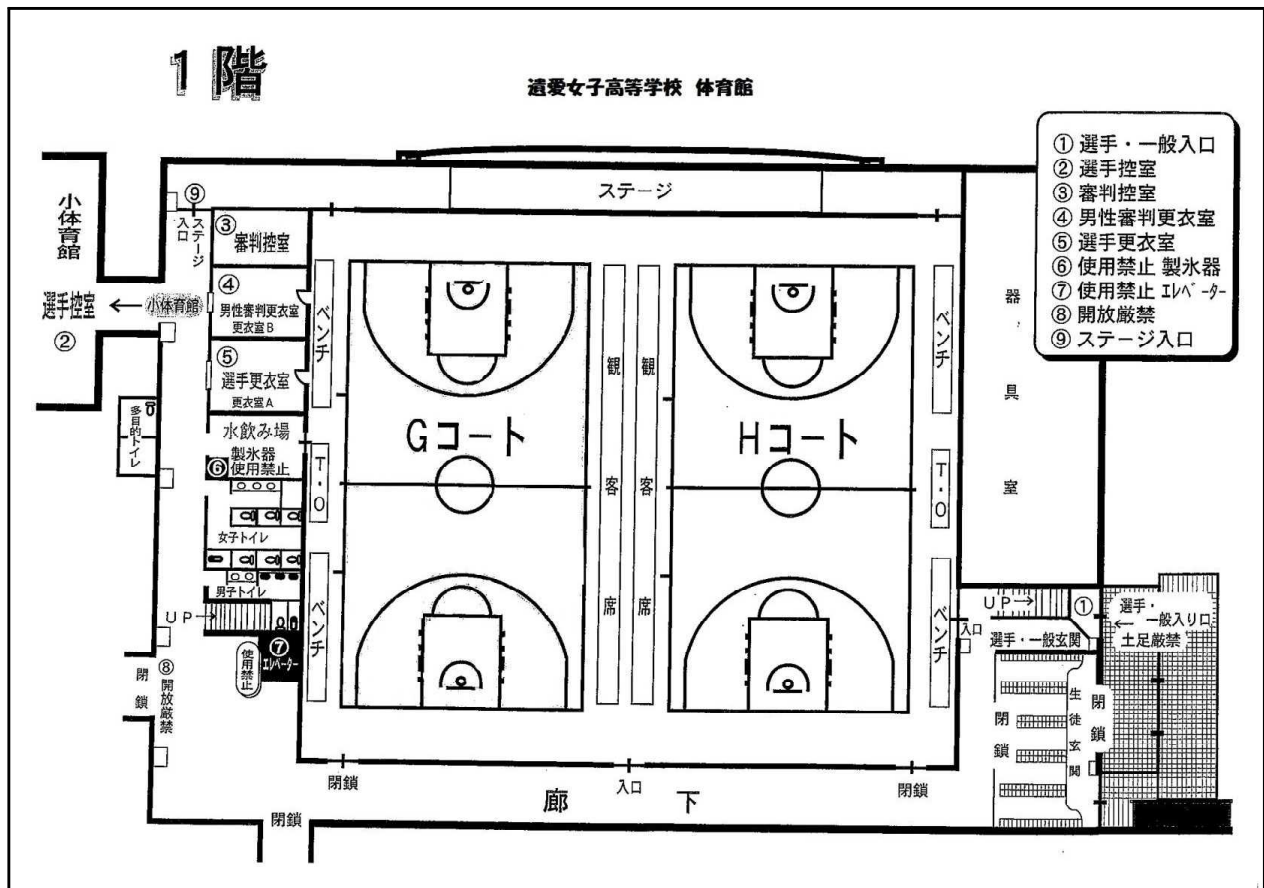 1階
遺愛女子高等学校 体育館
① 選手・一般入口
② 選手控室
③ 審判控室
④ 男性審判更衣室
⑤ 選手更衣室
⑥ 使用禁止 製氷器
⑦ 使用禁止 エレベーター
⑧ 開放厳禁
⑨ ステージ入口
ステージ
小体育館
⑨
ステージ
入口
③
審判控室
選手控室
②
←
小体育館
④
男性審判更衣室
更衣室B
⑤
選手更衣室
更衣室A
多目的トイレ
水飲み場
製氷器
⑥
使用禁止
女子トイレ
男子トイレ
UP→
⑦
エレベーター
使用禁止
閉鎖
⑧開放厳禁
閉鎖
ベンチ
T・O
ベンチ
Gコート
観客席
観客席
Hコート
ベンチ
T・O
ベンチ
器具室
UP→
①
入口
選手・一般玄関
選手・
←一般入り口
土足厳禁
閉鎖
生徒玄関
閉鎖
閉鎖
入口
閉鎖
廊下